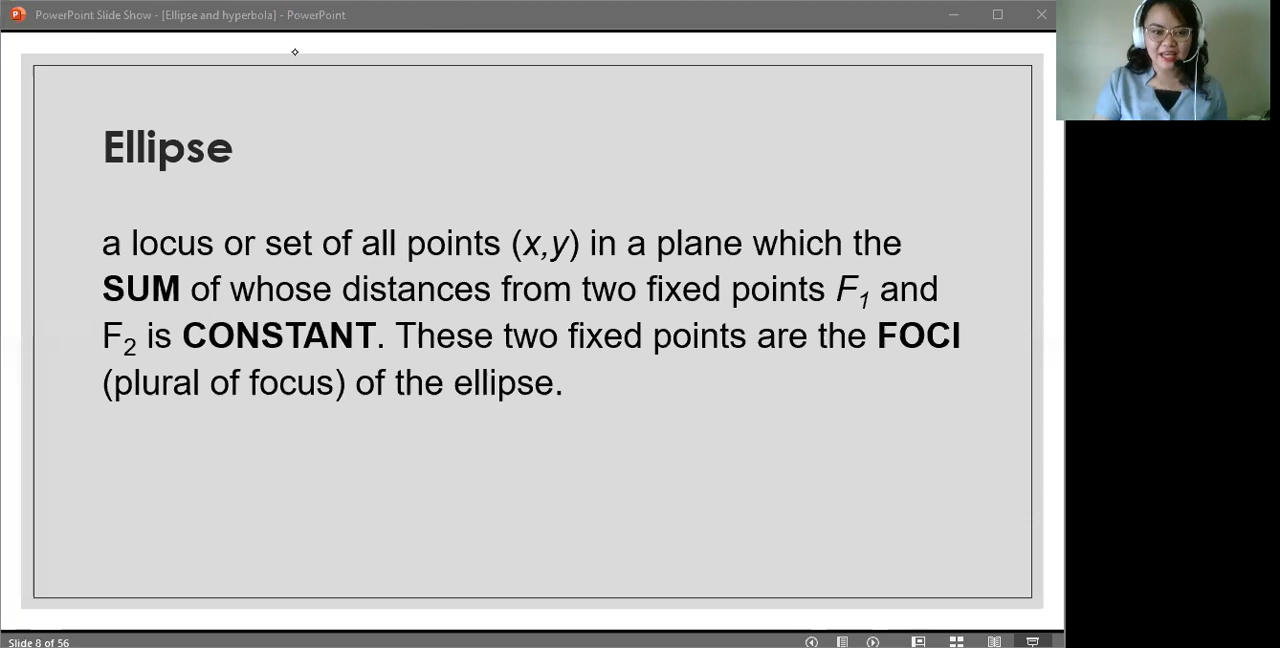 PowerPoint Slide Show - [Ellipse and hyperbola] - PowerPoint
Ellipse
a locus or set of all points (x,y) in a plane which the
SUM of whose distances from two fixed points F1 and
F2 is CONSTANT. These two fixed points are the FOCI
(plural of focus) of the ellipse.
Slide 8 of 56